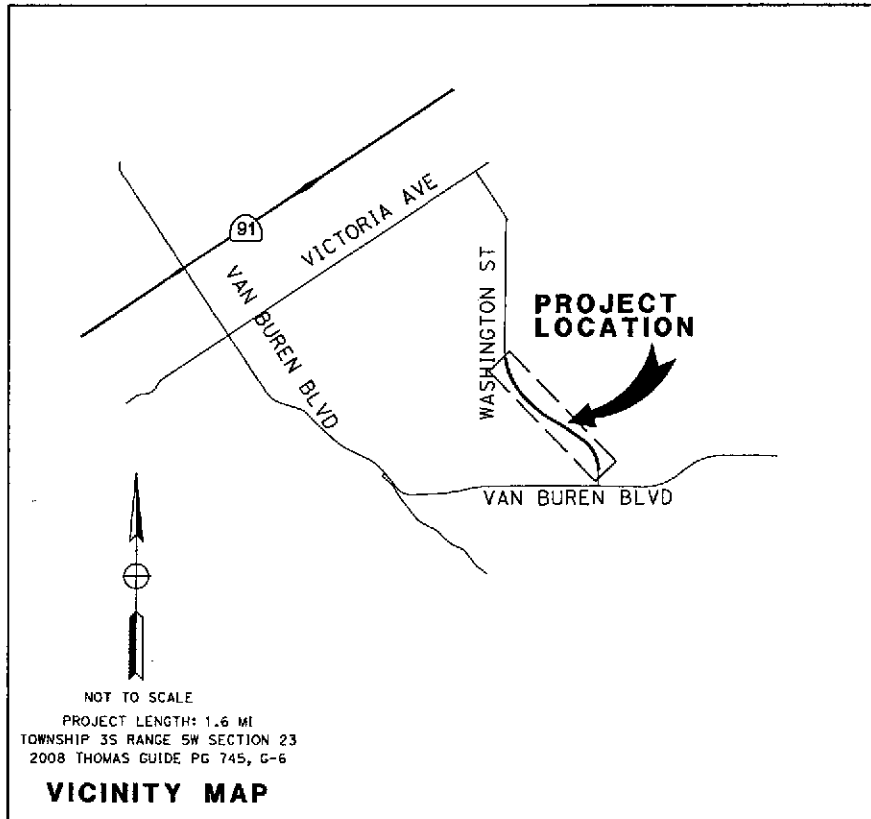 91
VICTORIA AVE
VAN BUREN BLVD
WASHINGTON ST
PROJECT
LOCATION
VAN BUREN BLVD
NOT TO SCALE
PROJECT LENGTH: 1.6 MI
TOWNSHIP 3S RANGE 5W SECTION 23
2008 THOMAS GUIDE PG 745, G-6
VICINITY MAP